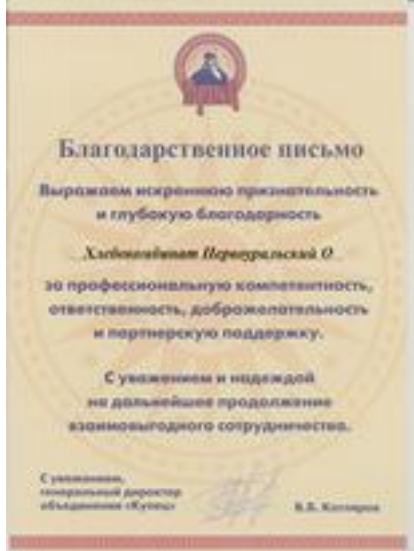 Благодарственное письмо
Выражаем искреннюю признательность
и глубокую благодарность
Хлебокомбинат Первоуральский О
за профессиональную компетентность,
ответственность, доброжелательность
и партнерскую поддержку.
С уважением и надеждой
на дальнейшее продолжение
взаимовыгодного сотрудничества.
С уважением,
генеральный директор
объединения «Купец»
В.Б.